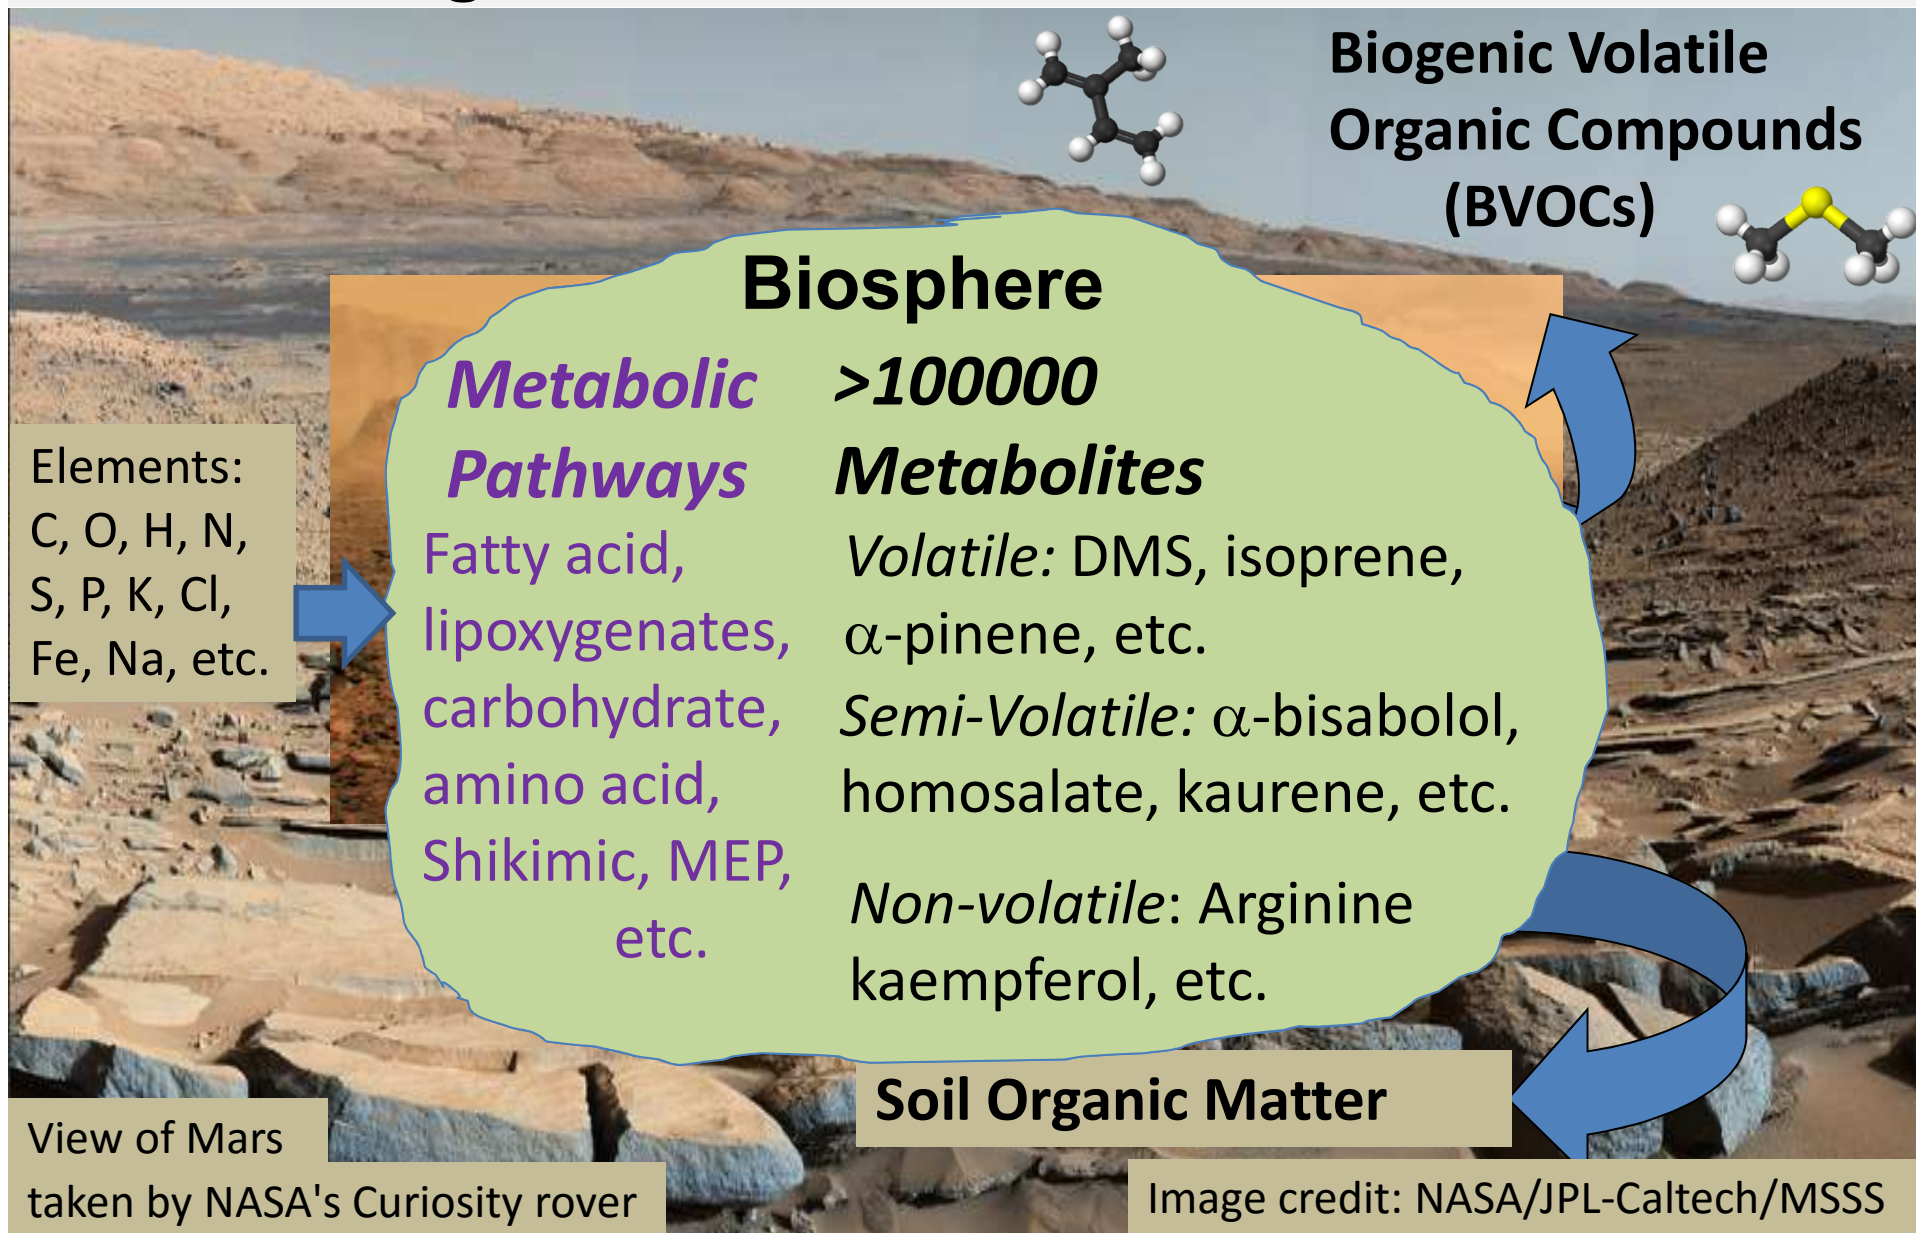 Biogenic Volatile
Organic Compounds
(BVOCs)
Biosphere
Metabolic
Pathways
Fatty acid,
lipoxygenates,
carbohydrate,
amino acid,
Shikimic, MEP,
etc.
>100000
Metabolites
Volatile: DMS, isoprene,
α-pinene, etc.
Semi-Volatile: α-bisabolol,
homosalate, kaurene, etc.
Non-volatile: Arginine
kaempferol, etc.
Elements:
C, O, H, N,
S, P, K, Cl,
Fe, Na, etc.
Soil Organic Matter
View of Mars
taken by NASA's Curiosity rover
Image credit: NASA/JPL-Caltech/MSSS